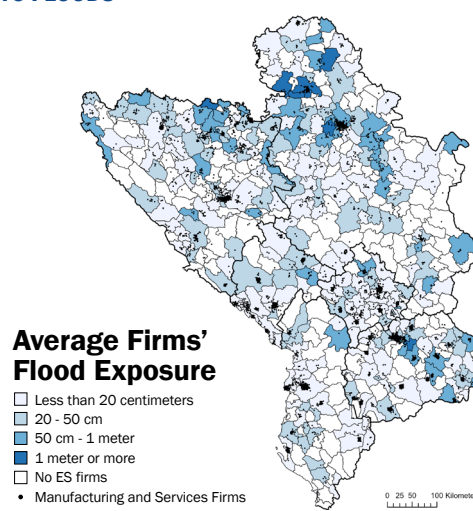 Average Firms'
Flood Exposure
Less than 20 centimeters
20 - 50 cm
50 cm - 1 meter
1 meter or more
No ES firms
• Manufacturing and Services Firms
0 25 50 100